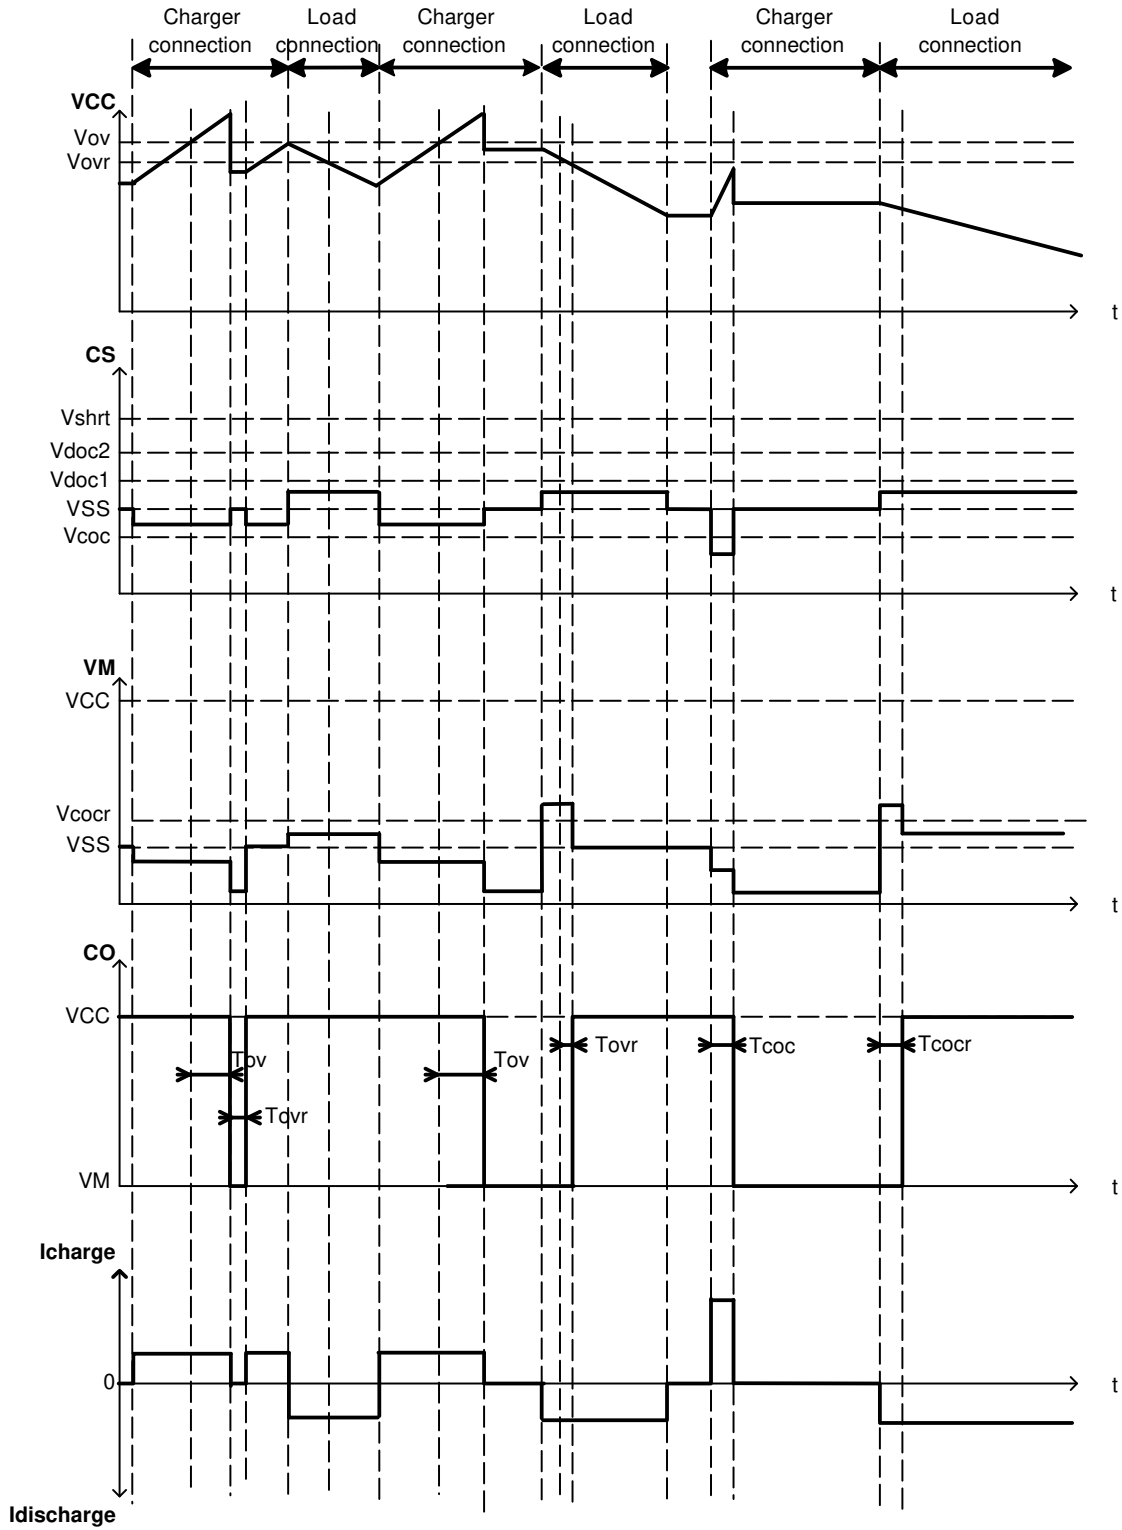 Charger connection
Load connection
Charger connection
Load connection
Charger connection
Load connection
VCC
Vov
Vovr
t
CS
Vshrt
Vdoc2
Vdoc1
VSS
Vcoc
t
VM
VCC
Vcocr
VSS
t
CO
VCC
Tov
Tov
Tovr
Tcoc
Tcocr
Tovr
VM
t
Icharge
0
t
Idischarge